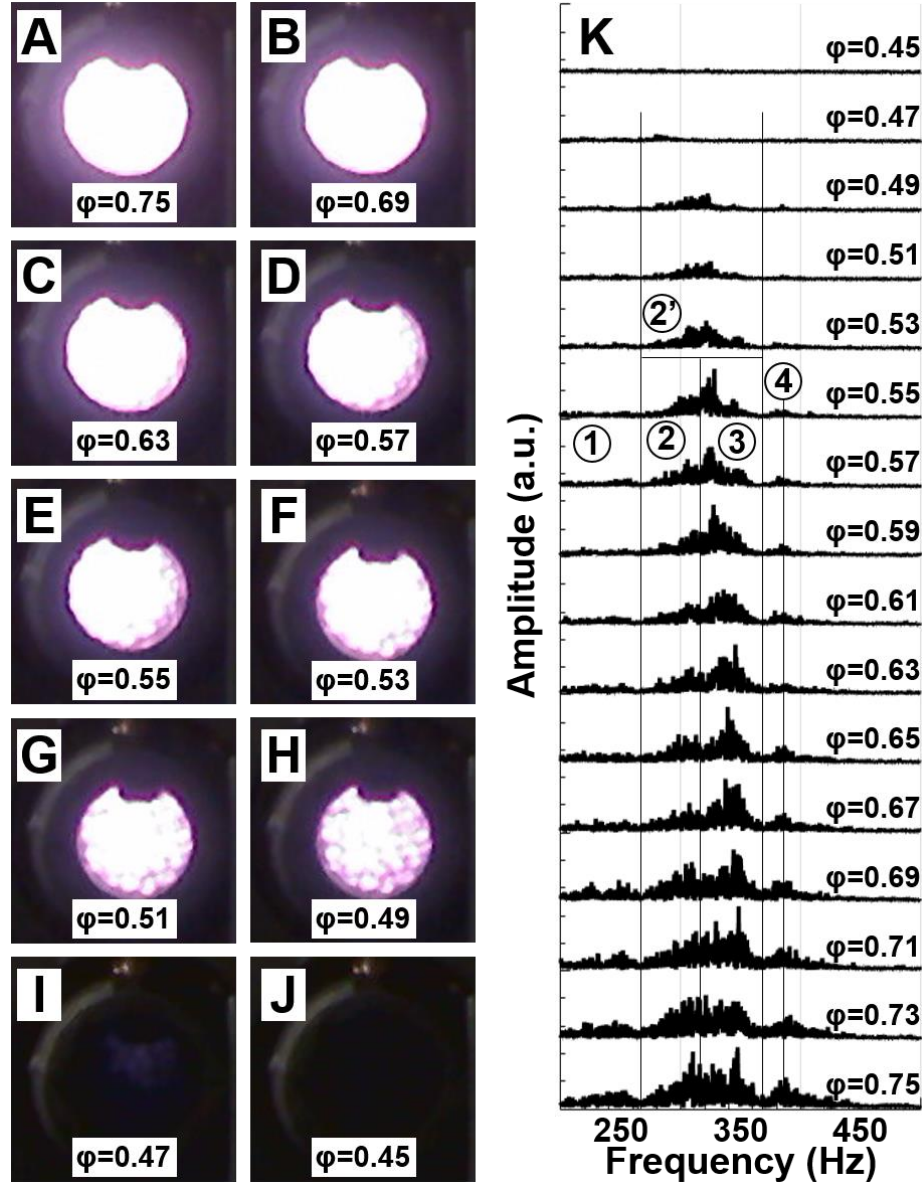 A
φ=0.75
B
φ=0.69
C
φ=0.63
D
φ=0.57
E
φ=0.55
F
φ=0.53
G
φ=0.51
H
φ=0.49
I
φ=0.47
J
φ=0.45
K
φ=0.45
φ=0.47
φ=0.49
φ=0.51
2’
φ=0.53
4
φ=0.55
1
2
3
φ=0.57
φ=0.59
φ=0.61
φ=0.63
φ=0.65
φ=0.67
φ=0.69
φ=0.71
φ=0.73
φ=0.75
Amplitude (a.u.)
250 350 450
Frequency (Hz)